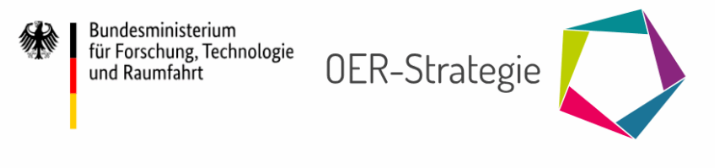 Bundesministerium
für Forschung, Technologie
und Raumfahrt
OER-Strategie